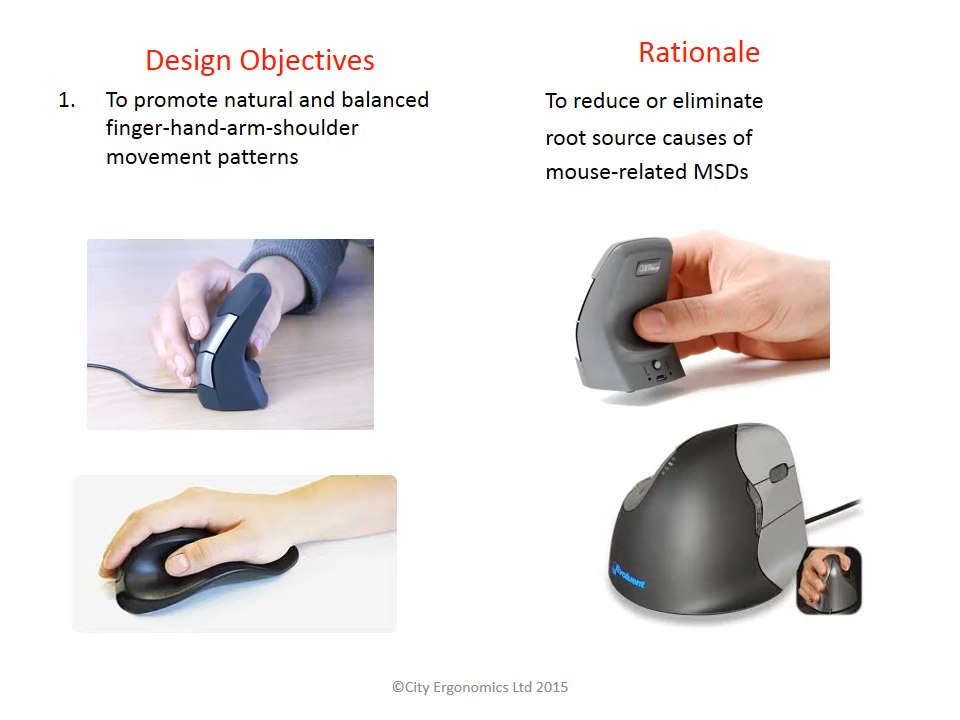 Design Objectives
1. To promote natural and balanced
finger-hand-arm-shoulder
movement patterns
Rationale
To reduce or eliminate
root source causes of
mouse-related MSDs
Evoluent
©City Ergonomics Ltd 2015